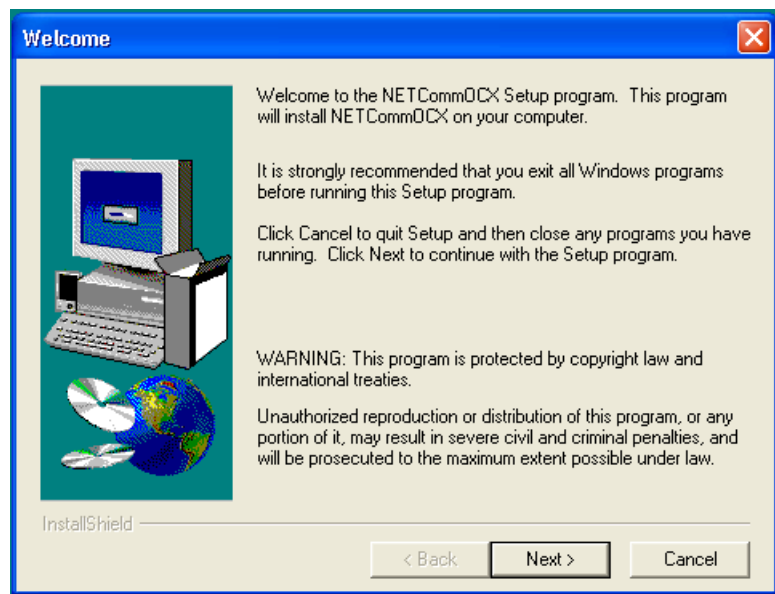 Welcome
Welcome to the NETCommOCX Setup program. This program
will install NETCommOCX on your computer.
It is strongly recommended that you exit all Windows programs
before running this Setup program.
Click Cancel to quit Setup and then close any programs you have
running. Click Next to continue with the Setup program.
WARNING: This program is protected by copyright law and
international treaties.
Unauthorized reproduction or distribution of this program, or any
portion of it, may result in severe civil and criminal penalties, and
will be prosecuted to the maximum extent possible under law.
InstallShield
< Back Next > Cancel